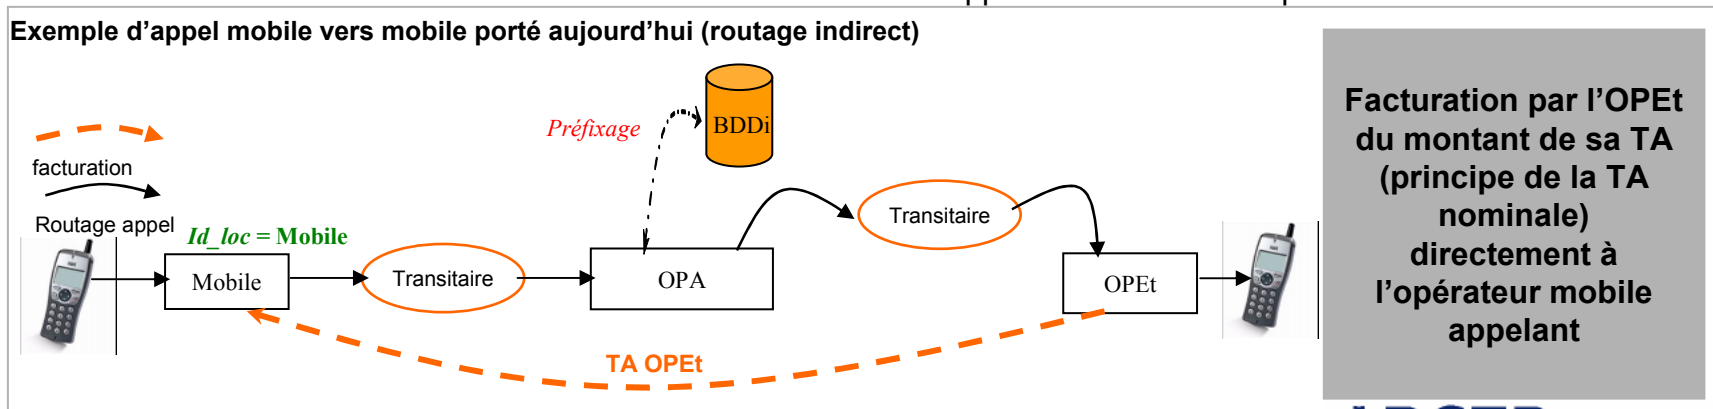 Exemple d’appel mobile vers mobile porté aujourd’hui (routage indirect)
facturation
Routage appel
Id_loc = Mobile
Mobile
Transitaire
Préfixage
BDDi
OPA
Transitaire
OPEt
TA OPEt
Facturation par l’OPEt
du montant de sa TA
(principe de la TA
nominale)
directement à
l’opérateur mobile
appelant